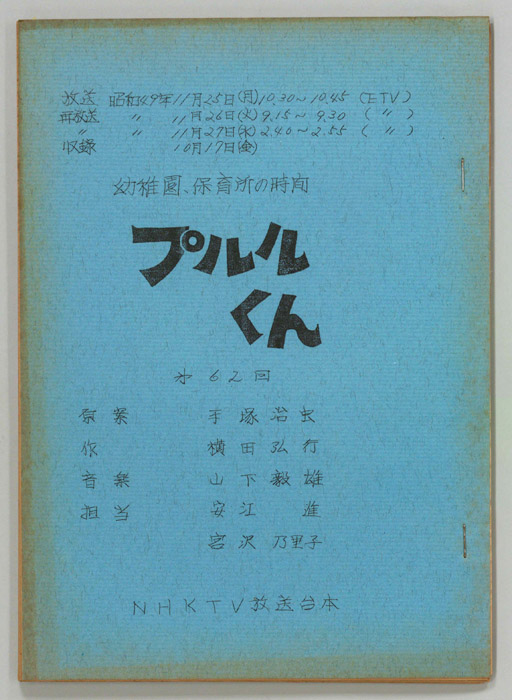 放送 昭和49年11月25日(月)10.30～10.45 (ETV)
再放送 〃 11月26日(火)9.15～9.30 (〃)
〃 〃 11月27日(水)2.40～2.55 (〃)
収録 10月17日(金)
幼稚園、保育所の時間
プルル
くん
第62回
原案 手塚治虫
作 横田弘行
音楽 山下毅雄
担当 安江進
宮沢乃里子
NHKTV放送台本